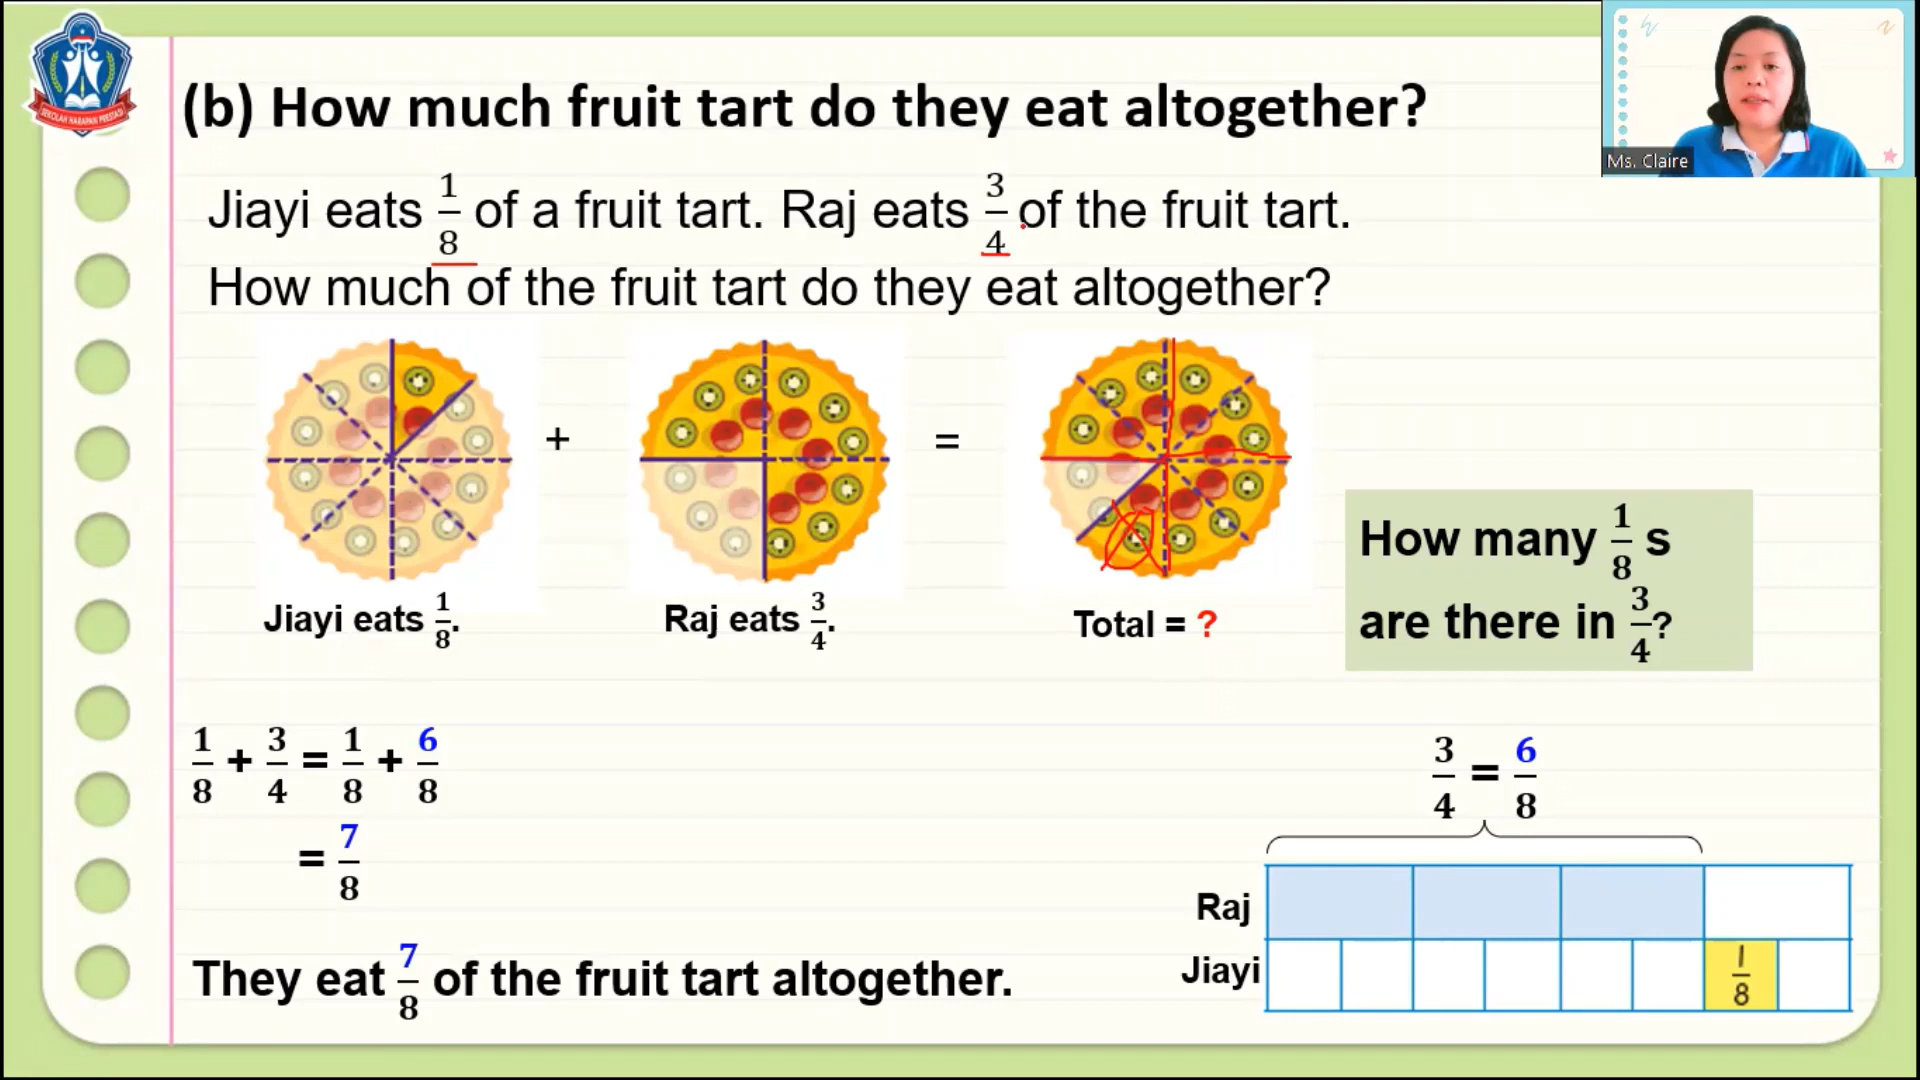 SEKOLAH HARAPAN PRESTASI
Ms. Claire
(b) How much fruit tart do they eat altogether?
Jiayi eats 1/8 of a fruit tart. Raj eats 3/4 of the fruit tart.
How much of the fruit tart do they eat altogether?
+ =
Jiayi eats 1/8. Raj eats 3/4. Total = ?
How many 1/8 s
are there in 3/4?
1/8 + 3/4 = 1/8 + 6/8
= 7/8
They eat 7/8 of the fruit tart altogether.
3/4 = 6/8
Raj
Jiayi 1/8